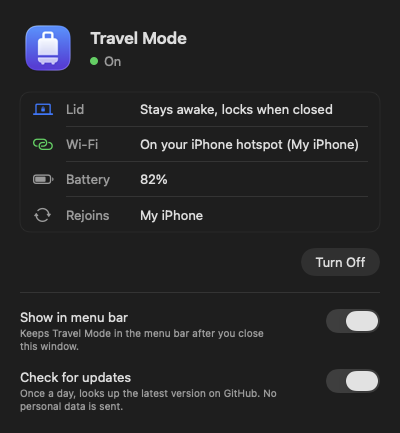 Travel Mode
On
Lid Stays awake, locks when closed
Wi-Fi On your iPhone hotspot (My iPhone)
Battery 82%
Rejoins My iPhone
Turn Off
Show in menu bar
Keeps Travel Mode in the menu bar after you close
this window.
Check for updates
Once a day, looks up the latest version on GitHub. No
personal data is sent.